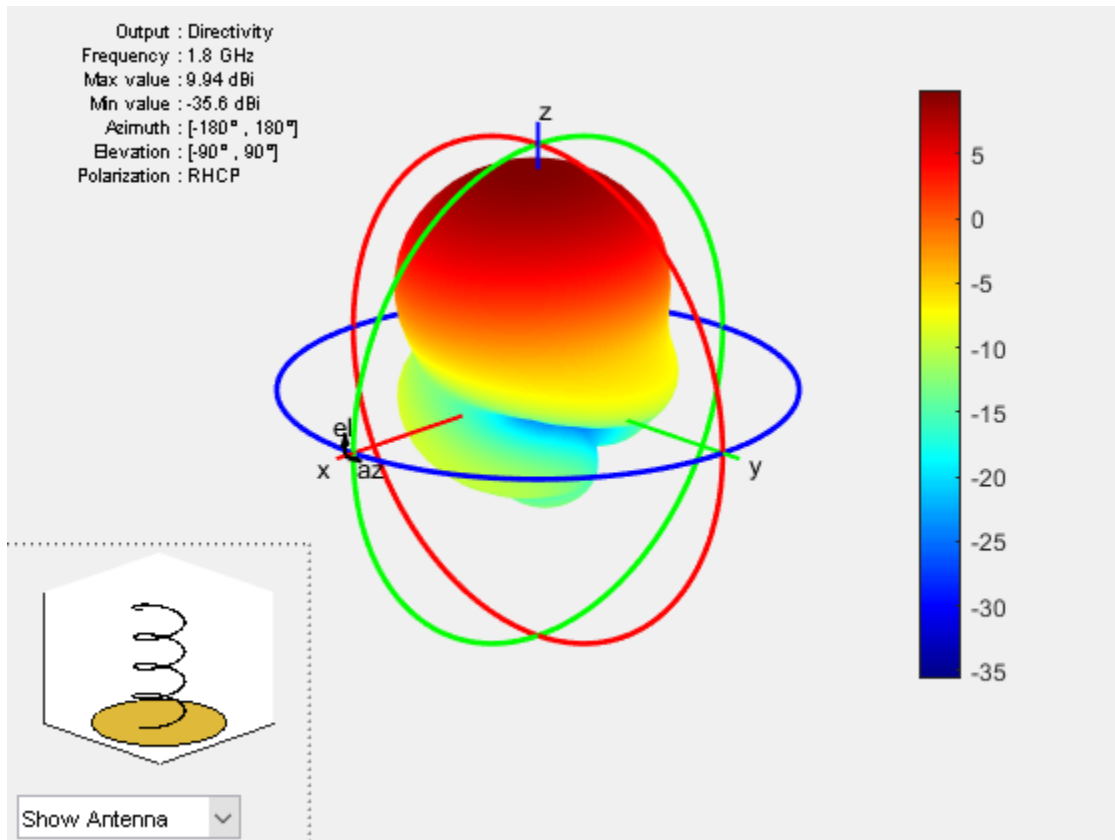 Output : Directivity
Frequency : 1.8 GHz
Max value : 9.94 dBi
Min value : -35.6 dBi
Azimuth : [-180° , 180°]
Elevation : [-90° , 90°]
Polarization : RHCP
z
5
0
-5
-10
-15
-20
-25
-30
-35
el
x
az
y
Show Antenna